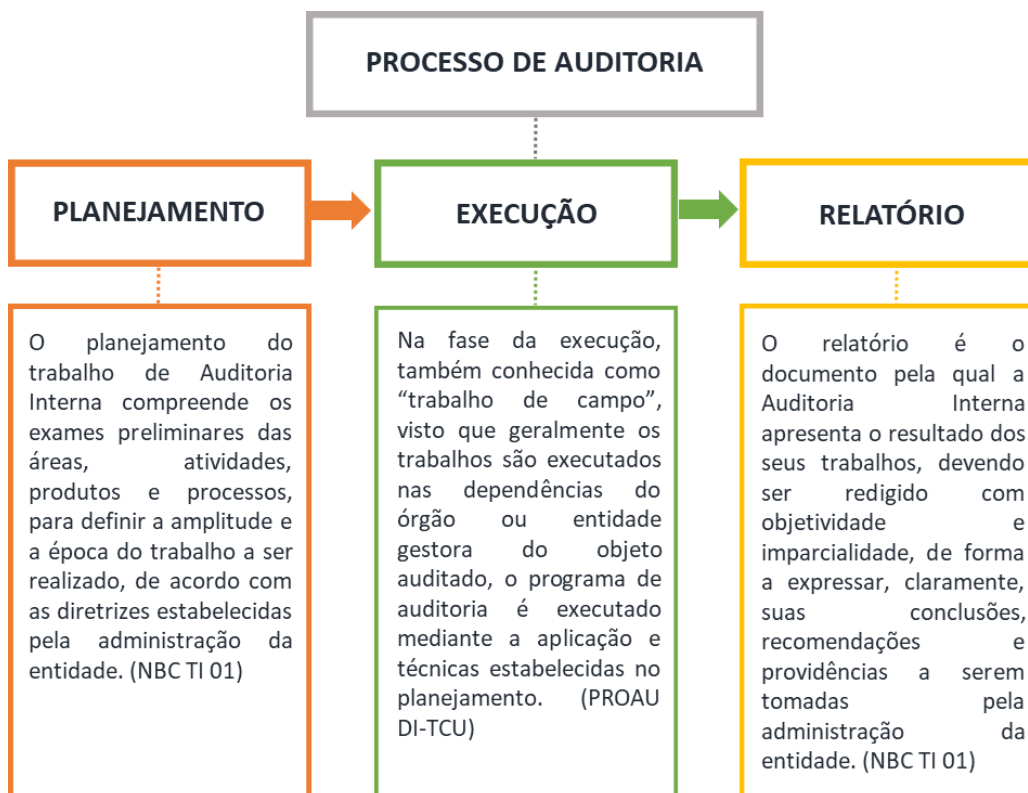 PROCESSO DE AUDITORIA
PLANEJAMENTO
EXECUÇÃO
RELATÓRIO
O planejamento do
trabalho de Auditoria
Interna compreende os
exames preliminares das
áreas, atividades,
produtos e processos,
para definir a amplitude e
a época do trabalho a ser
realizado, de acordo com
as diretrizes estabelecidas
pela administração da
entidade. (NBC TI 01)
Na fase da execução,
também conhecida como
“trabalho de campo”,
visto que geralmente os
trabalhos são executados
nas dependências do
órgão ou entidade
gestora do objeto
auditado, o programa de
auditoria é executado
mediante a aplicação e
técnicas estabelecidas no
planejamento. (PROAU
DI-TCU)
O relatório é o
documento pela qual a
Auditoria Interna
apresenta o resultado dos
seus trabalhos, devendo
ser redigido com
objetividade e
imparcialidade, de forma
a expressar, claramente,
suas conclusões,
recomendações e
providências a serem
tomadas pela
administração da
entidade. (NBC TI 01)